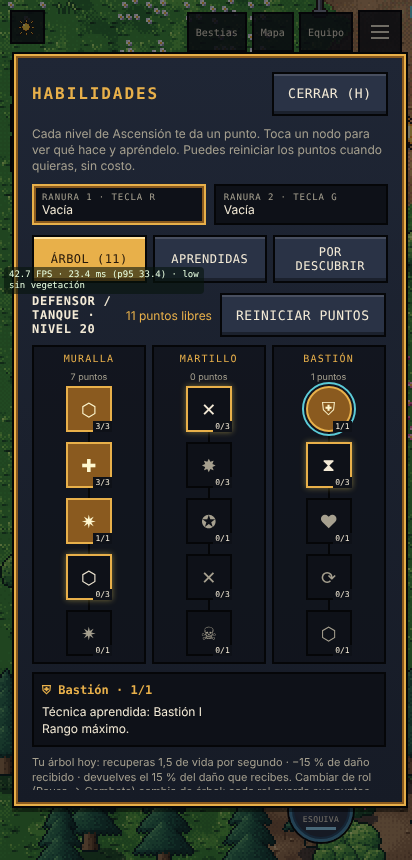 Bestias Mapa Equipo
HABILIDADES
CERRAR (H)
Cada nivel de Ascensión te da un punto. Toca un nodo para
ver qué hace y apréndelo. Puedes reiniciar los puntos cuando
quieras, sin costo.
RANURA 1 · TECLA R
Vacía
RANURA 2 · TECLA G
Vacía
ÁRBOL (11)
APRENDIDAS
POR
DESCUBRIR
42.7 FPS · 23.4 ms (p95 33.4) · low
sin vegetación
DEFENSOR /
TANQUE ·
NIVEL 20
11 puntos libres
REINICIAR PUNTOS
MURALLA
7 puntos
3/3
3/3
1/1
0/3
0/1
MARTILLO
0 puntos
0/3
0/3
0/1
0/3
0/1
BASTIÓN
1 puntos
1/1
0/3
0/1
0/3
0/1
Bastión · 1/1
Técnica aprendida: Bastión I
Rango máximo.
Tu árbol hoy: recuperas 1,5 de vida por segundo · −15 % de daño
recibido · devuelves el 15 % del daño que recibes. Cambiar de rol
ESQUIVA